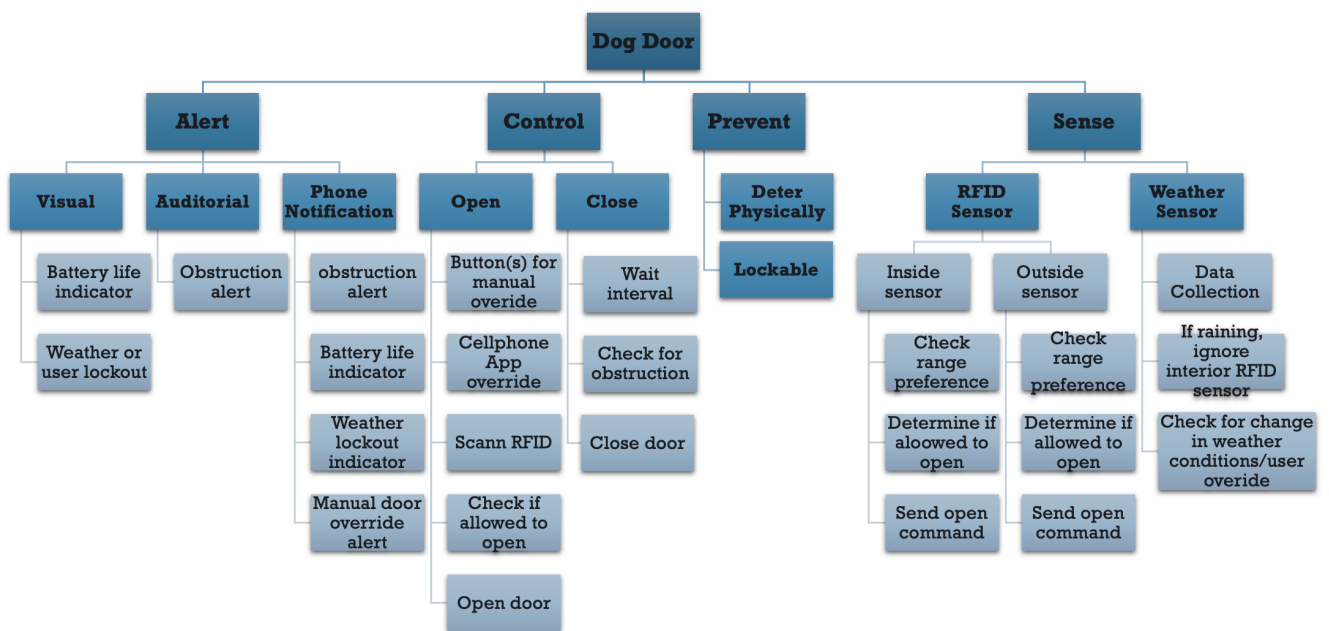 Dog Door
Alert
Control
Prevent
Sense
Visual
Auditorial
Phone
Notification
Open
Close
Deter
Physically
Lockable
RFID
Sensor
Weather
Sensor
Battery life
indicator
Weather or
user lockout
Obstruction
alert
obstruction
alert
Battery life
indicator
Weather
lockout
indicator
Manual door
override
alert
Button(s) for
manual
overide
Cellphone
App
override
Scann RFID
Check if
allowed to
open
Open door
Wait
interval
Check for
obstruction
Close door
Inside
sensor
Check
range
preference
Determine if
aloowed to
open
Send open
command
Outside
sensor
Check
range
preference
Determine if
allowed to
open
Send open
command
Data
Collection
If raining,
ignore
interior RFID
sensor
Check for change
in weather
conditions/user
overide